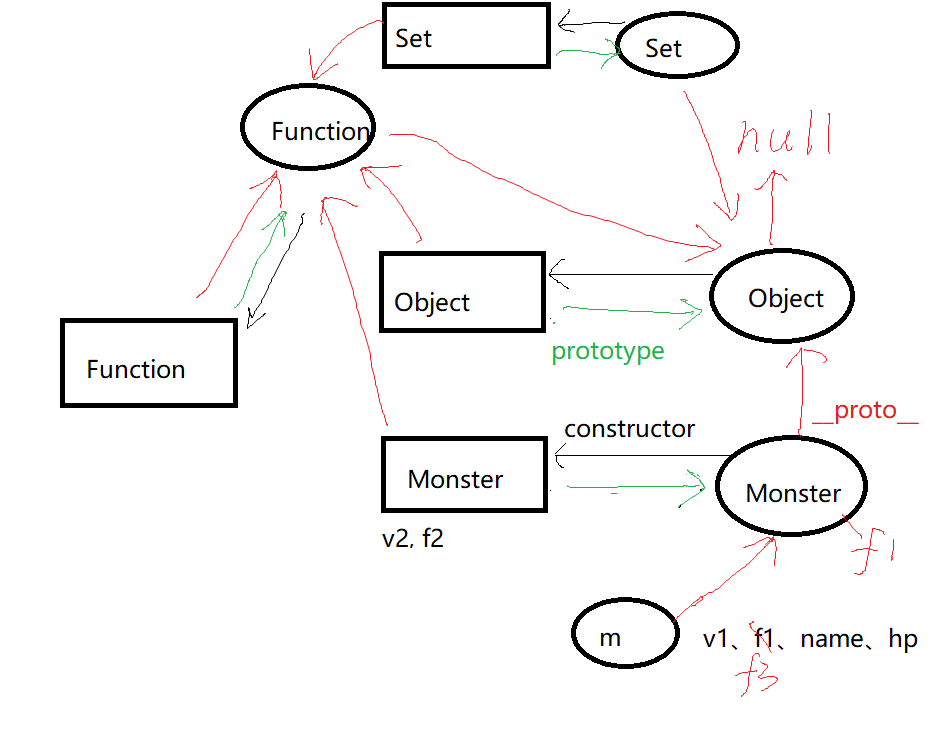 Set
Set
null
Function
Object
Object
prototype
Function
__proto__
constructor
Monster
Monster
v2, f2
f1
m
v1、f1、name、hp
f3